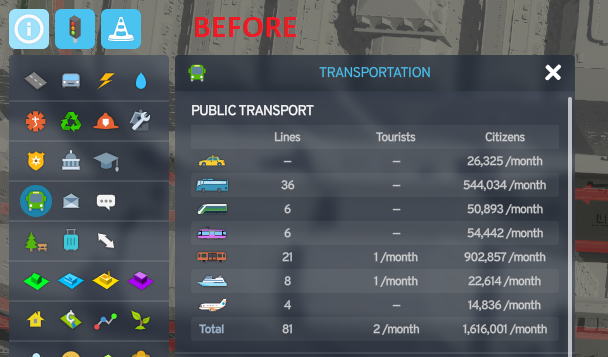 BEFORE
TRANSPORTATION
PUBLIC TRANSPORT
Lines Tourists Citizens
– – 26,325 /month
36 – 544,034 /month
6 – 50,893 /month
6 – 54,442 /month
21 1 /month 902,857 /month
8 1 /month 22,614 /month
4 – 14,836 /month
Total 81 2 /month 1,616,001 /month